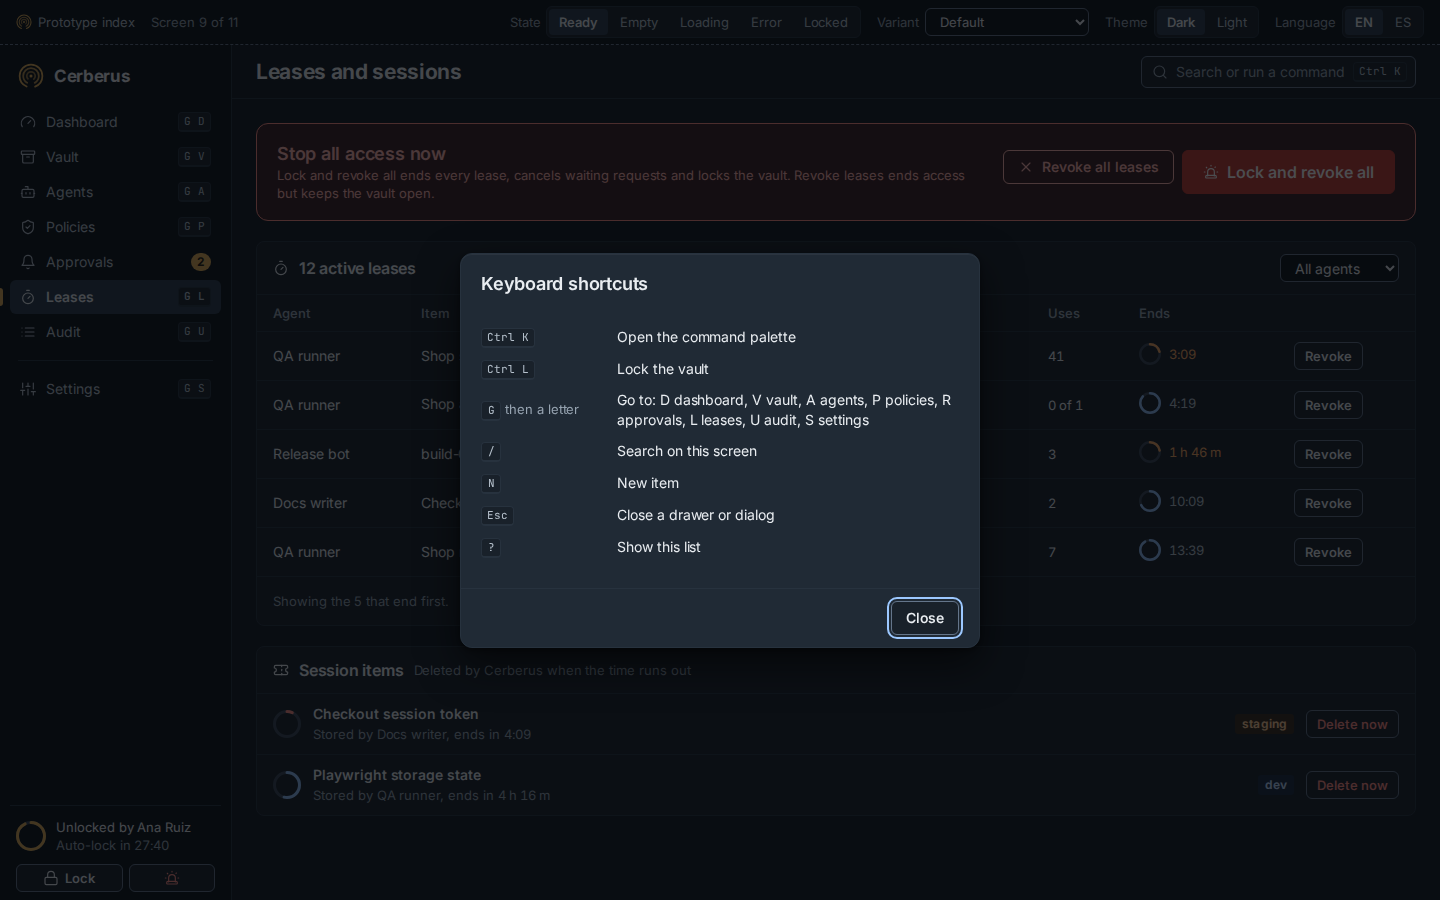 Prototype index Screen 9 of 11 State Ready Empty Loading Error Locked Variant Default Theme Dark Light Language EN ES
Cerberus
Dashboard G D
Vault G V
Agents G A
Policies G P
Approvals 2
Leases G L
Audit G U
Settings G S
Unlocked by Ana Ruiz
Auto-lock in 27:40
Lock
Leases and sessions
Search or run a command Ctrl K
Stop all access now
Lock and revoke all ends every lease, cancels waiting requests and locks the vault. Revoke leases ends access
but keeps the vault open.
Revoke all leases
Lock and revoke all
12 active leases
All agents
Agent Item Uses Ends
QA runner Shop 41 3:09 Revoke
QA runner Shop 0 of 1 4:19 Revoke
Release bot build- 3 1 h 46 m Revoke
Docs writer Check 2 10:09 Revoke
QA runner Shop 7 13:39 Revoke
Showing the 5 that end first.
Keyboard shortcuts
Ctrl K Open the command palette
Ctrl L Lock the vault
G then a letter Go to: D dashboard, V vault, A agents, P policies, R
approvals, L leases, U audit, S settings
/ Search on this screen
N New item
Esc Close a drawer or dialog
? Show this list
Close
Session items Deleted by Cerberus when the time runs out
Checkout session token
Stored by Docs writer, ends in 4:09
staging Delete now
Playwright storage state
Stored by QA runner, ends in 4 h 16 m
dev Delete now